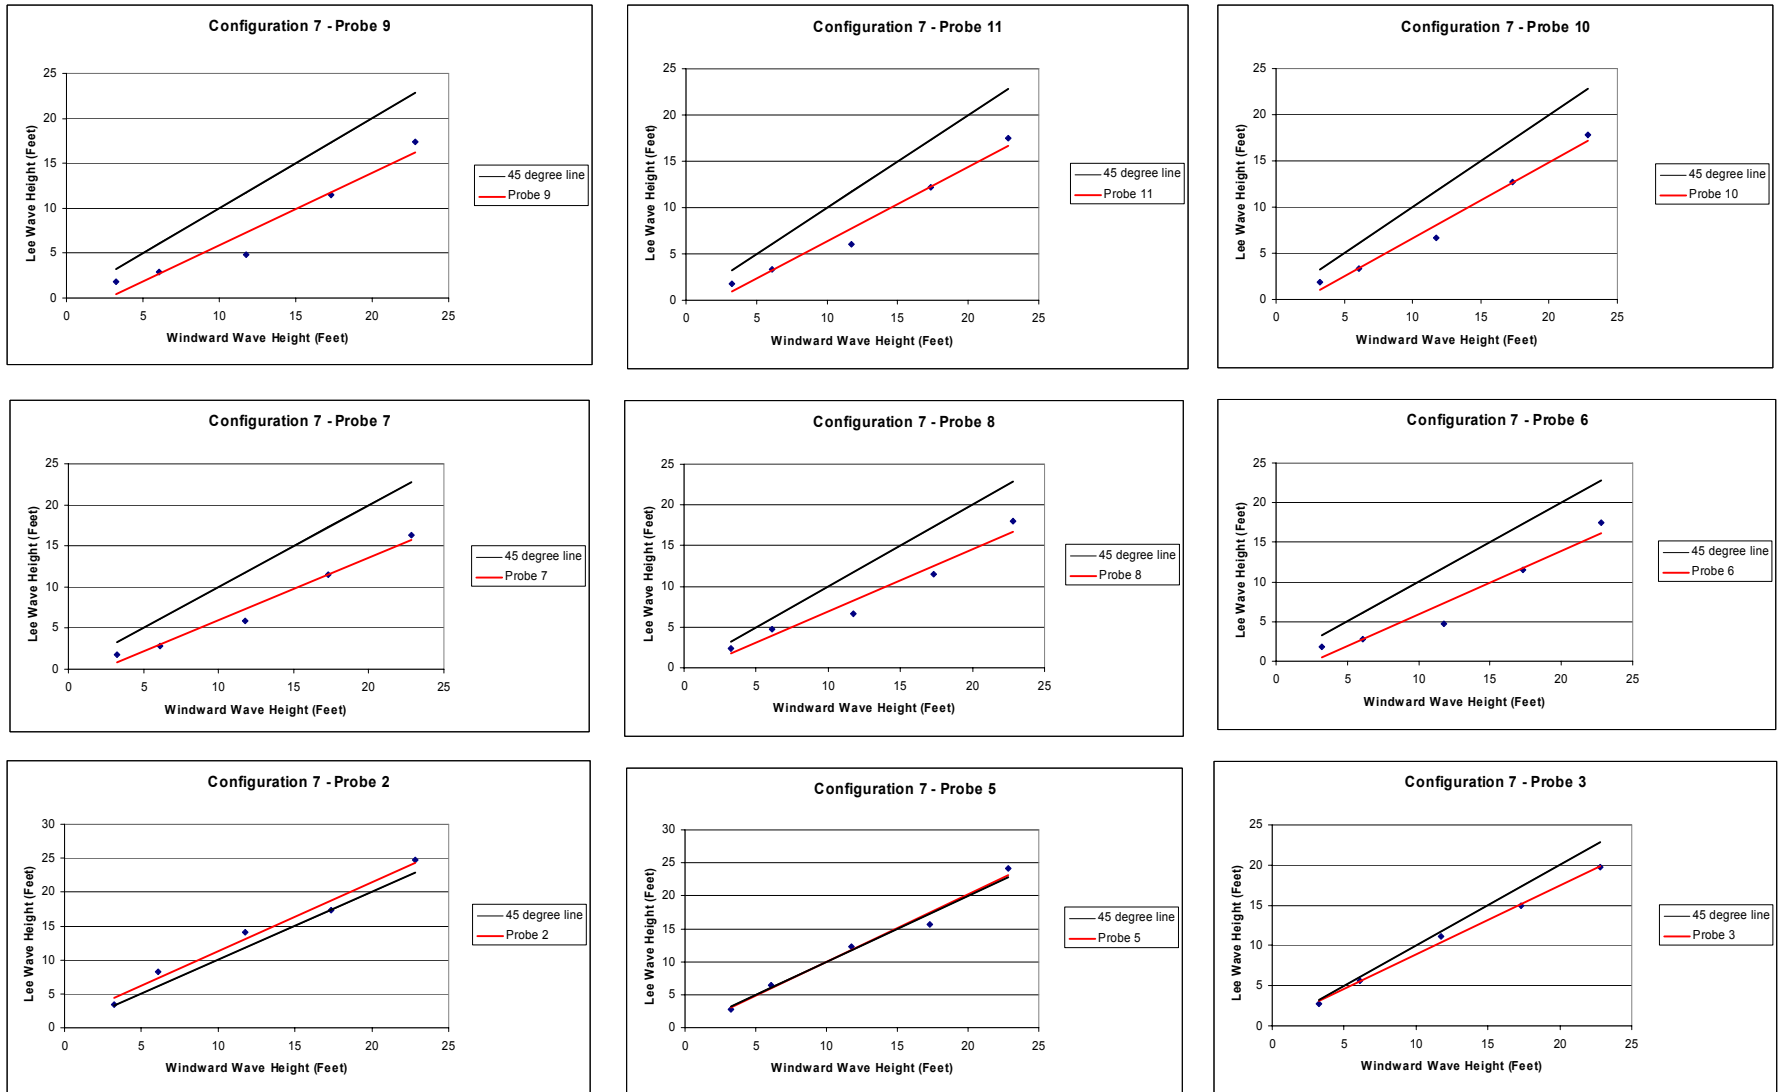 Configuration 7 - Probe 9
Lee Wave Height (Feet)
25
20
15
10
5
0
0 5 10 15 20 25
Windward Wave Height (Feet)
45 degree line
Probe 9
Configuration 7 - Probe 11
Lee Wave Height (Feet)
25
20
15
10
5
0
0 5 10 15 20 25
Windward Wave Height (Feet)
45 degree line
Probe 11
Configuration 7 - Probe 10
Lee Wave Height (Feet)
25
20
15
10
5
0
0 5 10 15 20 25
Windward Wave Height (Feet)
45 degree line
Probe 10
Configuration 7 - Probe 7
Lee Wave Height (Feet)
25
20
15
10
5
0
0 5 10 15 20 25
Windward Wave Height (Feet)
45 degree line
Probe 7
Configuration 7 - Probe 8
Lee Wave Height (Feet)
25
20
15
10
5
0
0 5 10 15 20 25
Windward Wave Height (Feet)
45 degree line
Probe 8
Configuration 7 - Probe 6
Lee Wave Height (Feet)
25
20
15
10
5
0
0 5 10 15 20 25
Windward Wave Height (Feet)
45 degree line
Probe 6
Configuration 7 - Probe 2
Lee Wave Height (Feet)
30
25
20
15
10
5
0
0 5 10 15 20 25
Windward Wave Height (Feet)
45 degree line
Probe 2
Configuration 7 - Probe 5
Lee Wave Height (Feet)
30
25
20
15
10
5
0
0 5 10 15 20 25
Windward Wave Height (Feet)
45 degree line
Probe 5
Configuration 7 - Probe 3
Lee Wave Height (Feet)
25
20
15
10
5
0
0 5 10 15 20 25
Windward Wave Height (Feet)
45 degree line
Probe 3